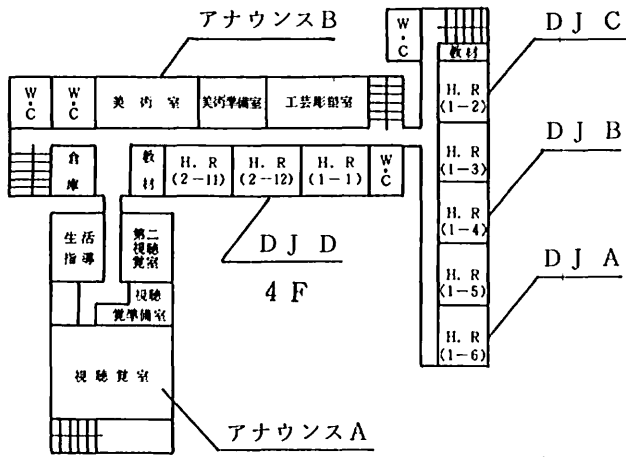 アナウンスB
DJ C
DJ B
DJ A
DJ D
4F
アナウンスA
W・C
W・C
美術室
美術準備室
工芸彫塑室
W・C
教材
H.R
(1-2)
H.R
(1-3)
H.R
(1-4)
H.R
(1-5)
H.R
(1-6)
倉庫
教材
H.R
(2-11)
H.R
(2-12)
H.R
(1-1)
W・C
生活
指導
第二
視聴
覚室
視聴
覚準備室
視聴覚室